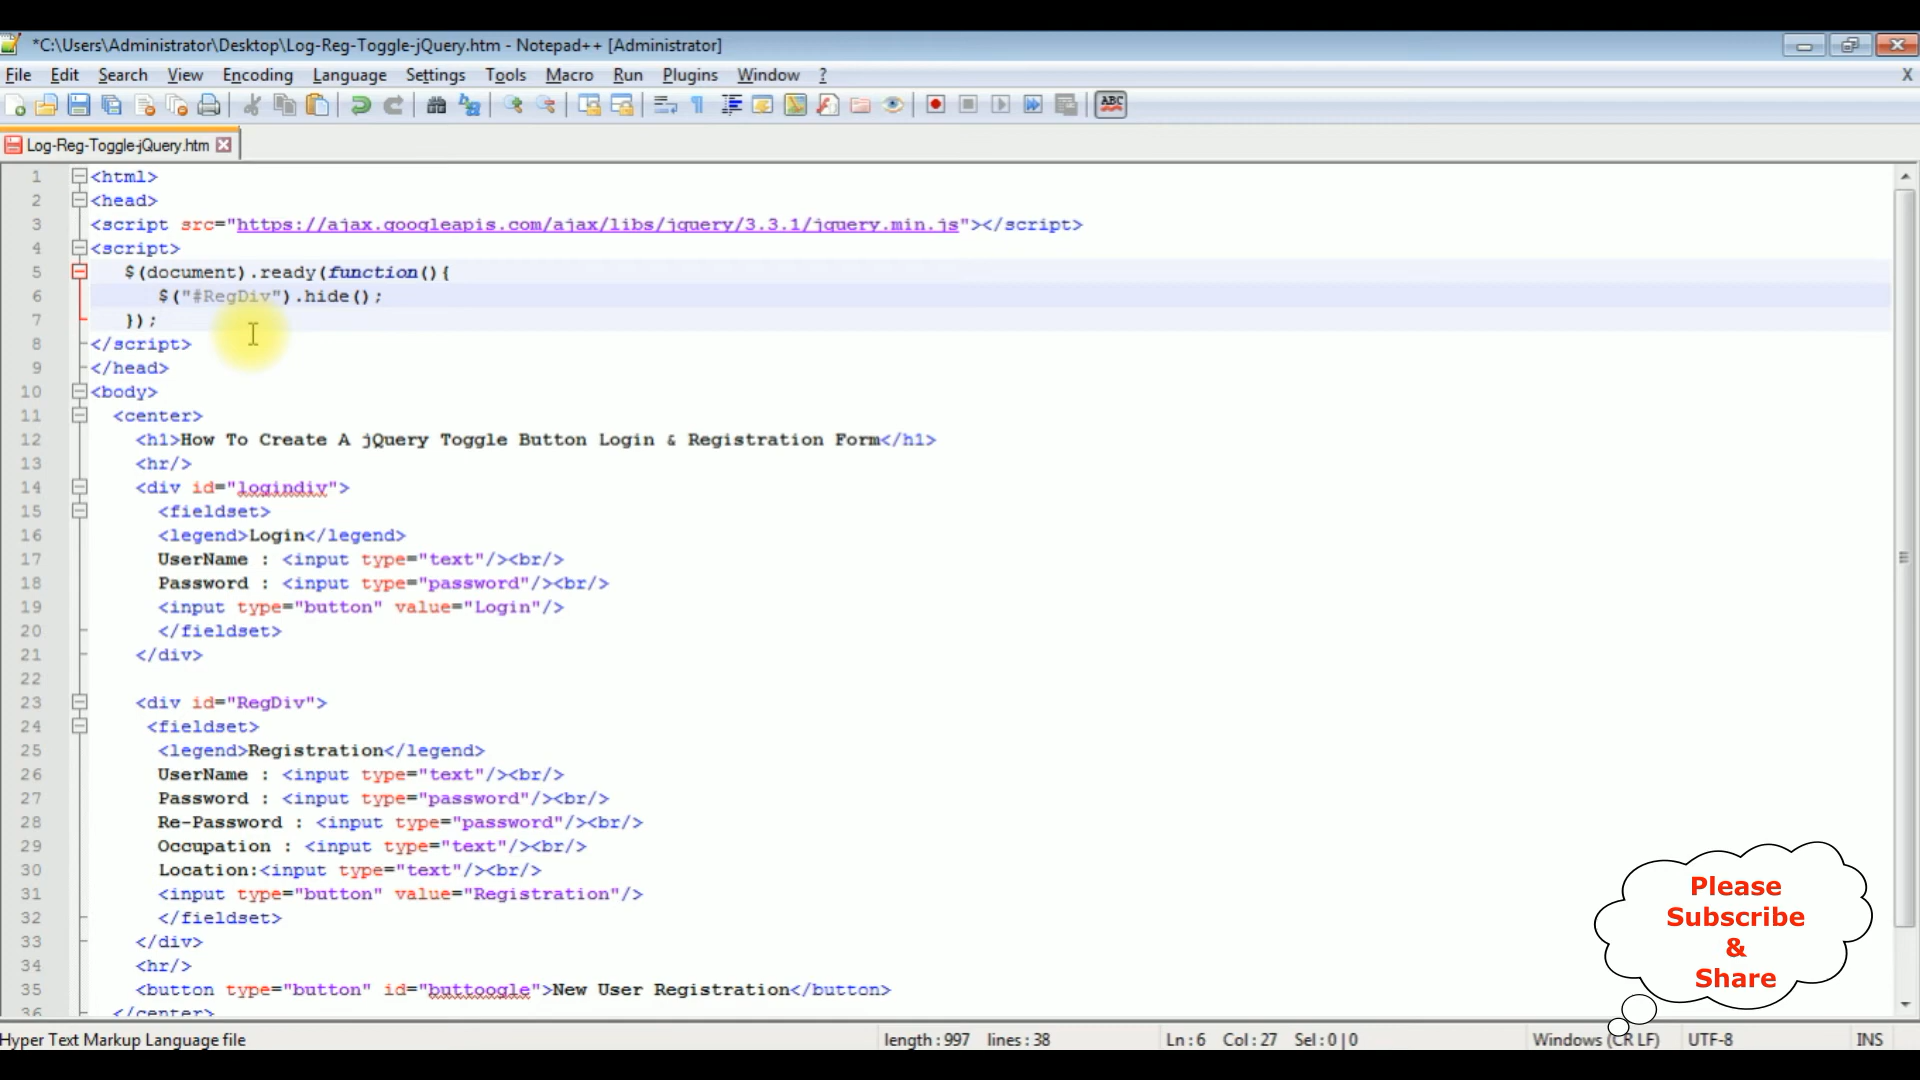 *C:\Users\Administrator\Desktop\Log-Reg-Toggle-jQuery.htm - Notepad++ [Administrator]
File Edit Search View Encoding Language Settings Tools Macro Run Plugins Window ? X
ABC
Log-Reg-Toggle-jQuery.htm
1 <html>
2 <head>
3 <script src="https://ajax.googleapis.com/ajax/libs/jquery/3.3.1/jquery.min.js"></script>
4 <script>
5 $(document).ready(function(){
6 $("#RegDiv").hide();
7 });
8 </script>
9 </head>
10 <body>
11 <center>
12 <h1>How To Create A jQuery Toggle Button Login & Registration Form</h1>
13 <hr/>
14 <div id="logindiv">
15 <fieldset>
16 <legend>Login</legend>
17 UserName : <input type="text"/><br/>
18 Password : <input type="password"/><br/>
19 <input type="button" value="Login"/>
20 </fieldset>
21 </div>
22
23 <div id="RegDiv">
24 <fieldset>
25 <legend>Registration</legend>
26 UserName : <input type="text"/><br/>
27 Password : <input type="password"/><br/>
28 Re-Password : <input type="password"/><br/>
29 Occupation : <input type="text"/><br/>
30 Location:<input type="text"/><br/>
31 <input type="button" value="Registration"/>
32 </fieldset>
33 </div>
34 <hr/>
35 <button type="button" id="buttoogle">New User Registration</button>
36 </center>
Please
Subscribe
&
Share
Hyper Text Markup Language file length : 997 lines : 38 Ln : 6 Col : 27 Sel : 0 | 0 Windows (CR LF) UTF-8 INS